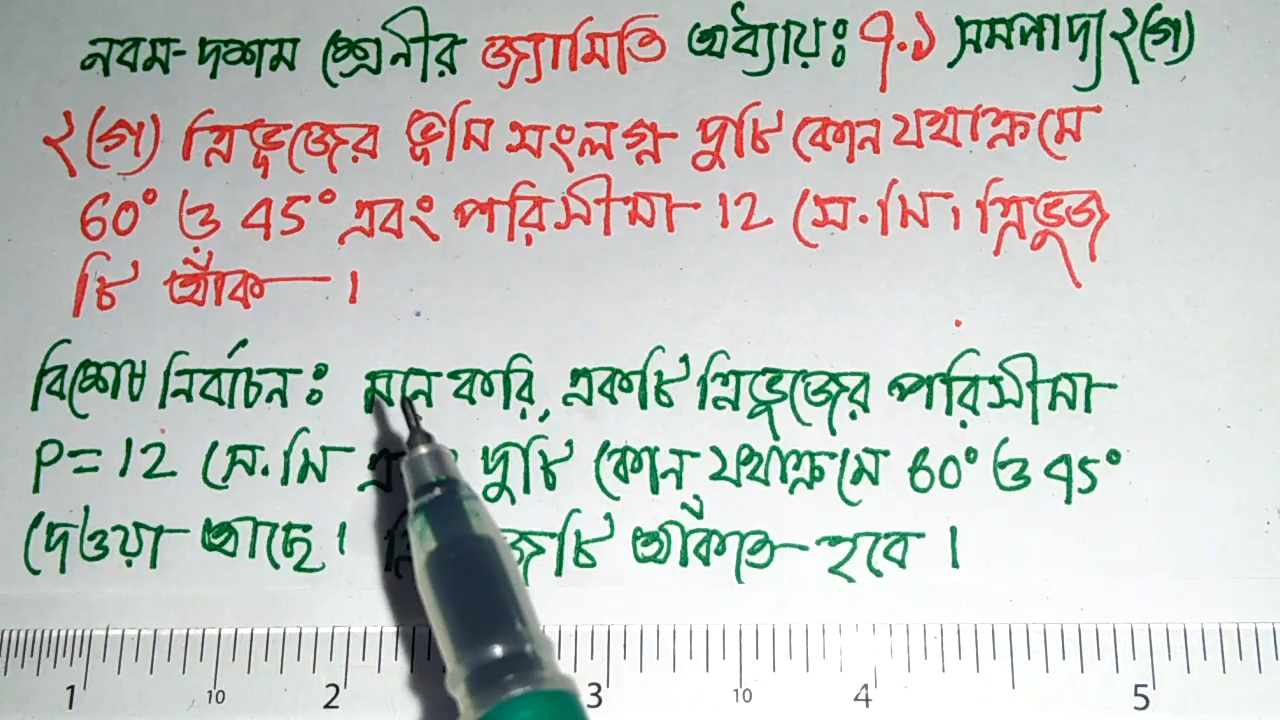 নবম-দশম শ্রেনীর জ্যামিতি অধ্যায়ঃ ৭.১ সমপাদ্য ২(গ)
২(গ) ত্রিভুজের ভূমি সংলগ্ন দুটি কোন যথাক্রমে
60° ও 45° এবং পরিসীমা 12 সে.মি। ত্রিভুজ
টি আঁক।
বিশেষ নির্বাচনঃ মনে করি, একটি ত্রিভুজের পরিসীমা
P=12 সে.মি দুটি কোন যথাক্রমে 60° ও 45°
দেওয়া আছে। আঁকতে হবে।
1 10 2 3 10 4 5